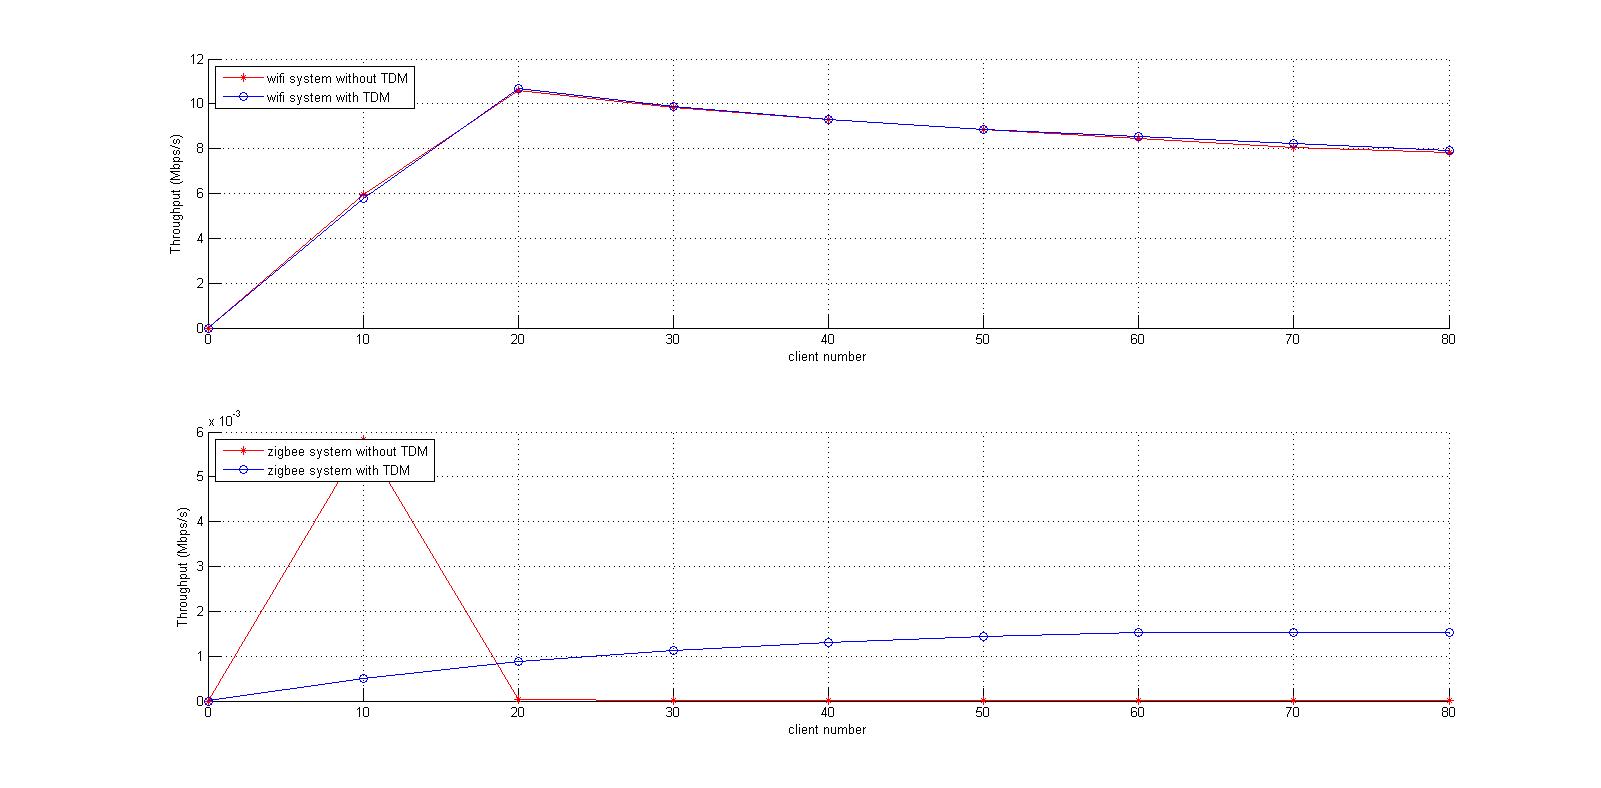 12
10
8
6
4
2
0
Throughput (Mbps/s)
wifi system without TDM
wifi system with TDM
0 10 20 30 40 50 60 70 80
client number
x 10-3
6
5
4
3
2
1
0
Throughput (Mbps/s)
zigbee system without TDM
zigbee system with TDM
0 10 20 30 40 50 60 70 80
client number